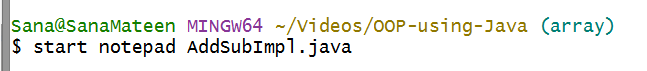 Sana@SanaMateen MINGW64 ~/Videos/OOP-using-Java (array)
$ start notepad AddSubImpl.java